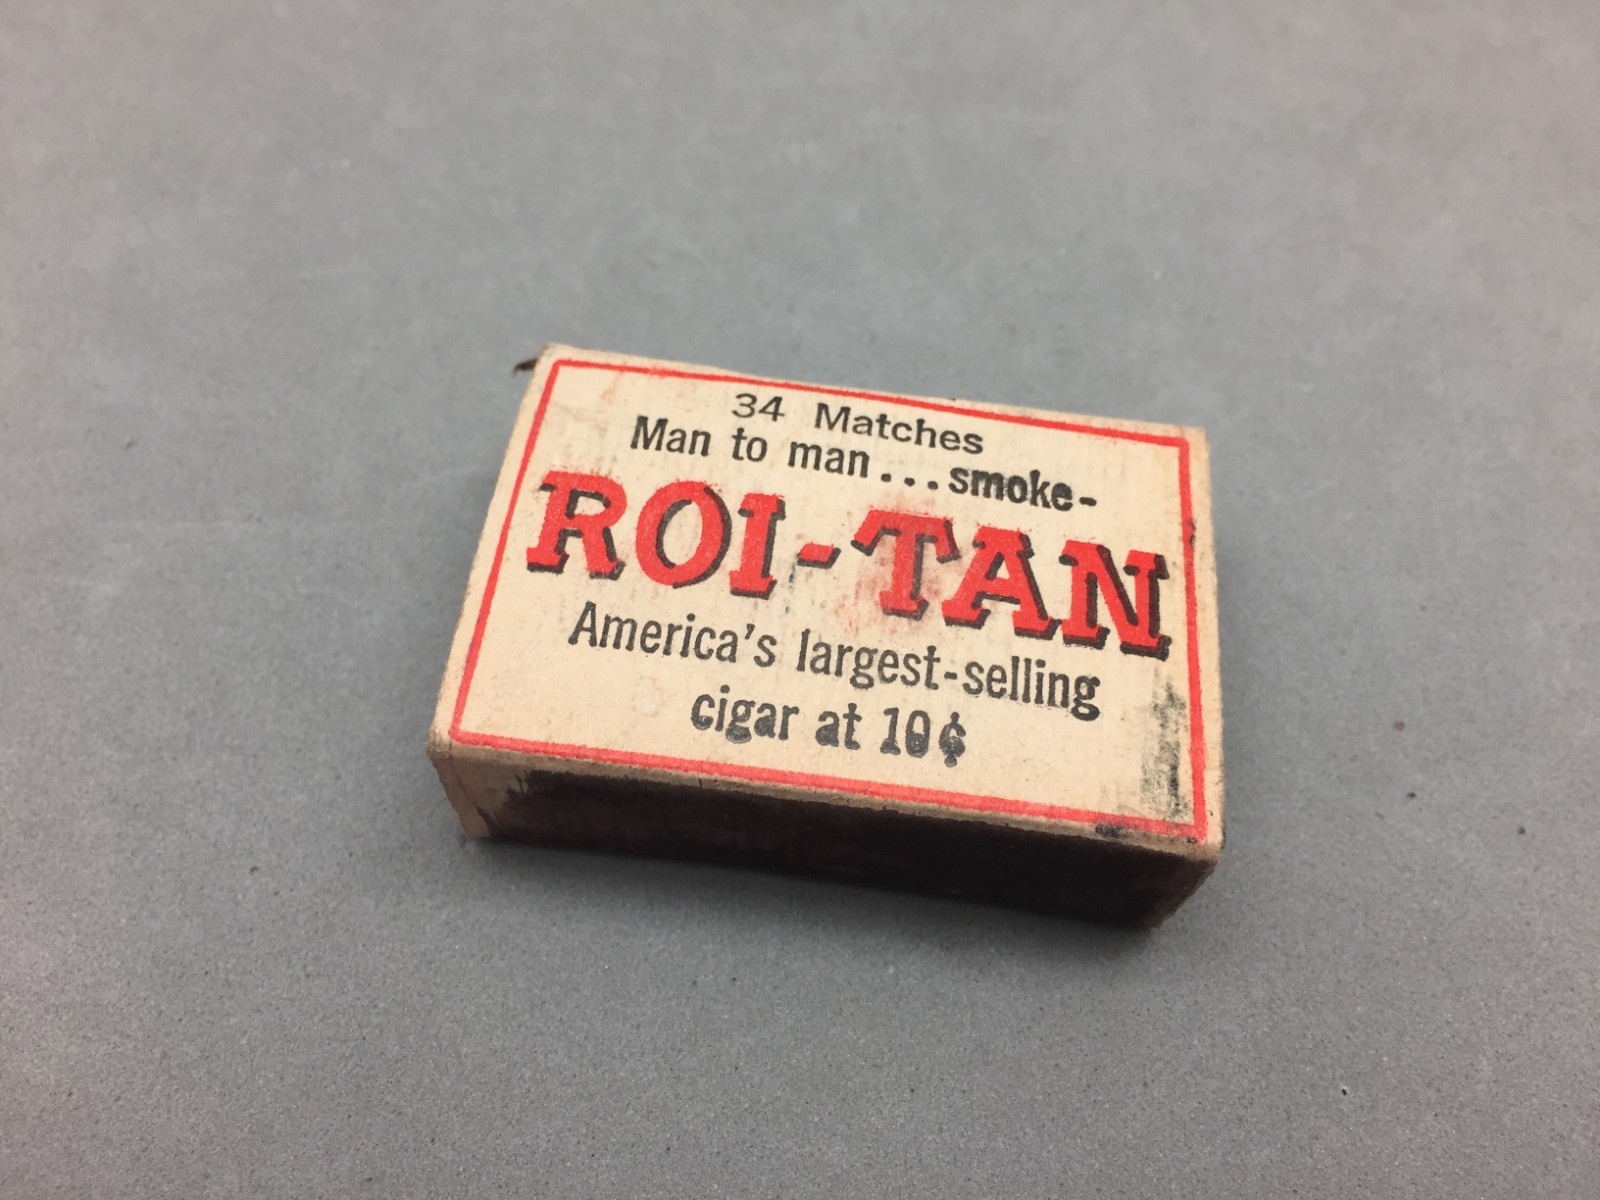 34 Matches
Man to man...smoke-
ROI-TAN
America's largest-selling
cigar at 10¢